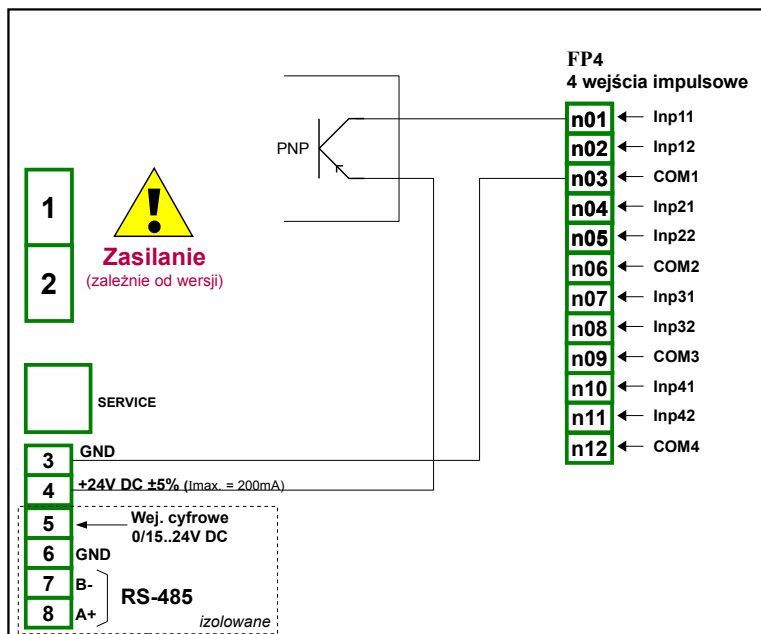 FP4
4 wejścia impulsowe
PNP
n01 Inp11
n02 Inp12
n03 COM1
n04 Inp21
n05 Inp22
n06 COM2
n07 Inp31
n08 Inp32
n09 COM3
n10 Inp41
n11 Inp42
n12 COM4
1
2
!
Zasilanie
(zależnie od wersji)
SERVICE
3 GND
4 +24V DC ±5% (Imax. = 200mA)
5 Wej. cyfrowe
0/15..24V DC
6 GND
7 B-
8 A+
RS-485
izolowane